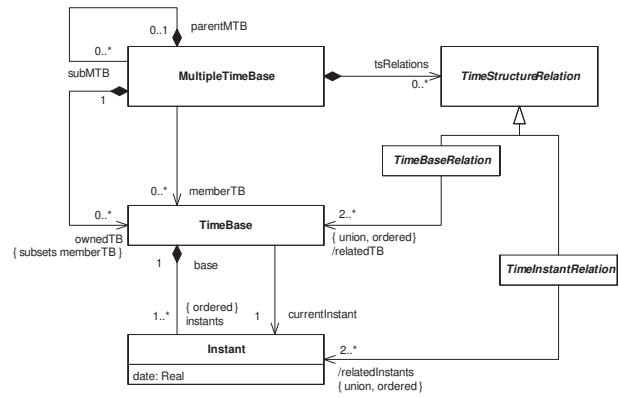 0..1
parentMTB
0..*
subMTB
MultipleTimeBase
tsRelations
0..*
TimeStructureRelation
1
TimeBaseRelation
0..*
memberTB
0..*
ownedTB
{ subsets memberTB }
TimeBase
2..*
{ union, ordered }
/relatedTB
1
base
TimeInstantRelation
{ ordered }
1..*
instants
1
currentInstant
Instant
date: Real
2..*
/relatedInstants
{ union, ordered }